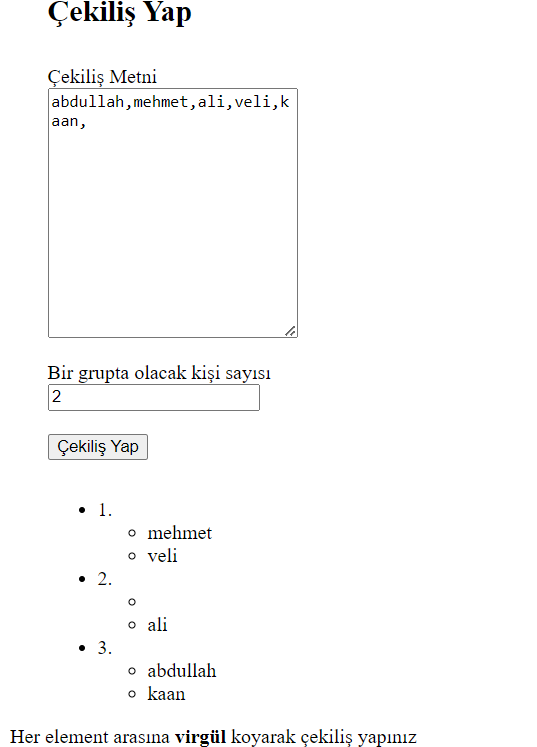 Çekiliş Yap
Çekiliş Metni
abdullah,mehmet,ali,veli,k
aan,
Bir grupta olacak kişi sayısı
2
Çekiliş Yap
1.
mehmet
veli
2.
ali
3.
abdullah
kaan
Her element arasına virgül koyarak çekiliş yapınız